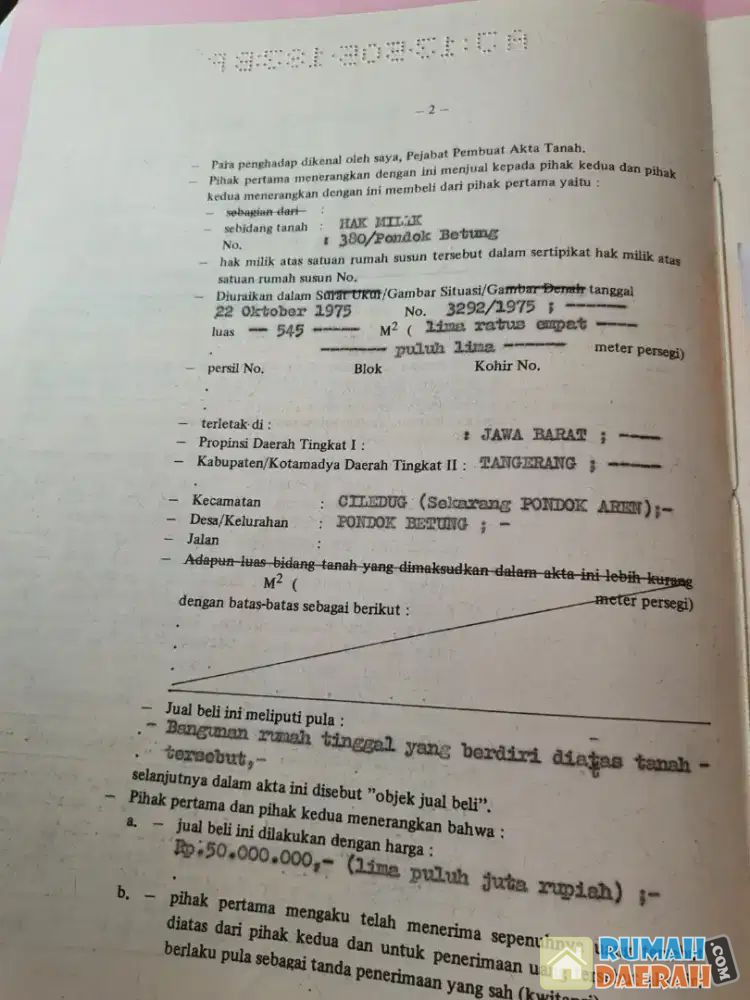 – 2 –
– Para penghadap dikenal oleh saya, Pejabat Pembuat Akta Tanah.
– Pihak pertama menerangkan dengan ini menjual kepada pihak kedua dan pihak
kedua menerangkan dengan ini membeli dari pihak pertama yaitu :
– sebagian dari :
– sebidang tanah : HAK MILIK
No. : 380/Pondok Betung
– hak milik atas satuan rumah susun tersebut dalam sertipikat hak milik atas
satuan rumah susun No.
– Diuraikan dalam Surat Ukur/Gambar Situasi/Gambar Denah tanggal
22 Oktober 1975 No. 3292/1975 ; ------
luas -- 545 ----- M² ( lima ratus empat ----
------- puluh lima ------ meter persegi)
– persil No. Blok Kohir No.
– terletak di :
– Propinsi Daerah Tingkat I : : JAWA BARAT ; ----
– Kabupaten/Kotamadya Daerah Tingkat II : TANGERANG ; -----
– Kecamatan : CILEDUG (Sekarang PONDOK AREN);-
– Desa/Kelurahan : PONDOK BETUNG ; -
– Jalan :
– Adapun luas bidang tanah yang dimaksudkan dalam akta ini lebih kurang
M² ( meter persegi)
dengan batas-batas sebagai berikut :
– Jual beli ini meliputi pula :
- Bangunan rumah tinggal yang berdiri diatas tanah -
tersebut,-
selanjutnya dalam akta ini disebut "objek jual beli".
– Pihak pertama dan pihak kedua menerangkan bahwa :
a. – jual beli ini dilakukan dengan harga :
Rp.50.000.000,- (lima puluh juta rupiah) ;-
b. – pihak pertama mengaku telah menerima sepenuhnya
diatas dari pihak kedua dan untuk penerimaan
berlaku pula sebagai tanda penerimaan yang sah
RUMAH
DAERAH.COM